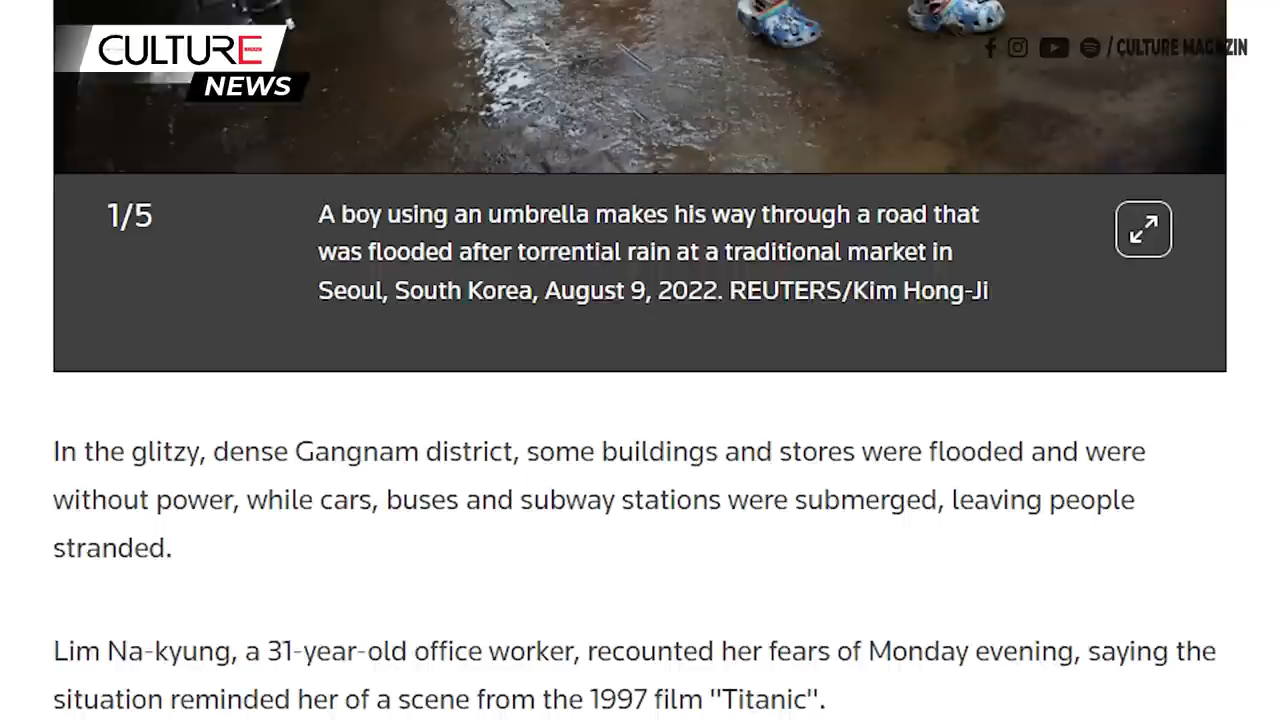 CULTURE
NEWS
/ CULTURE MAGAZIN
1/5
A boy using an umbrella makes his way through a road that
was flooded after torrential rain at a traditional market in
Seoul, South Korea, August 9, 2022. REUTERS/Kim Hong-Ji
In the glitzy, dense Gangnam district, some buildings and stores were flooded and were
without power, while cars, buses and subway stations were submerged, leaving people
stranded.
Lim Na-kyung, a 31-year-old office worker, recounted her fears of Monday evening, saying the
situation reminded her of a scene from the 1997 film "Titanic".